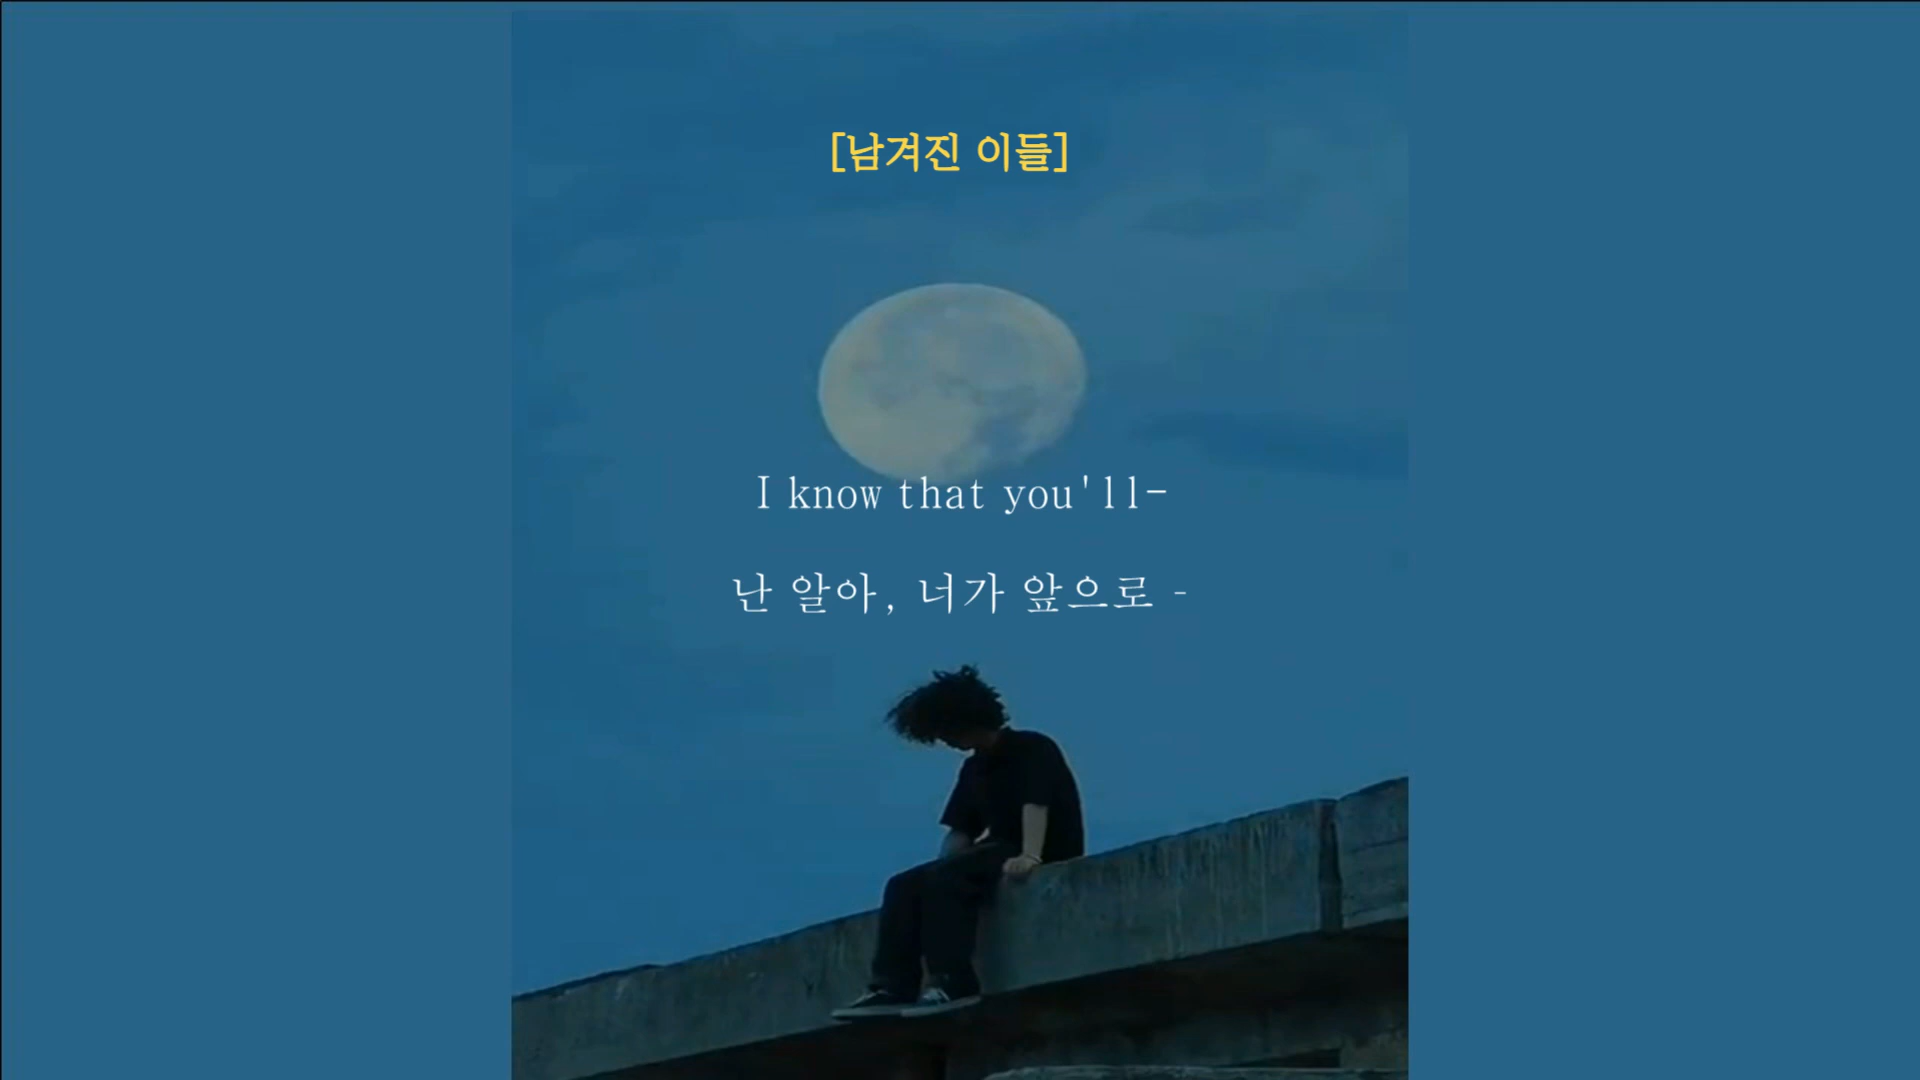 [남겨진 이들]
I know that you'll-
난 알아, 너가 앞으로 -